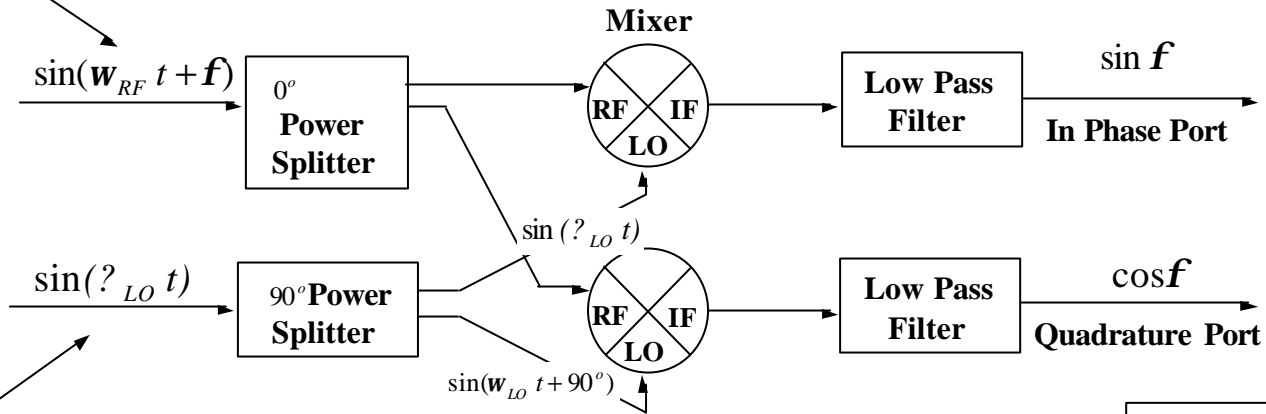 Mixer
sin(w_RF t + f)
0°
Power
Splitter
RF
IF
LO
Low Pass
Filter
sin f
In Phase Port
sin (?_LO t)
sin(?_LO t)
90° Power
Splitter
RF
IF
LO
Low Pass
Filter
cosf
Quadrature Port
sin(w_LO t + 90°)